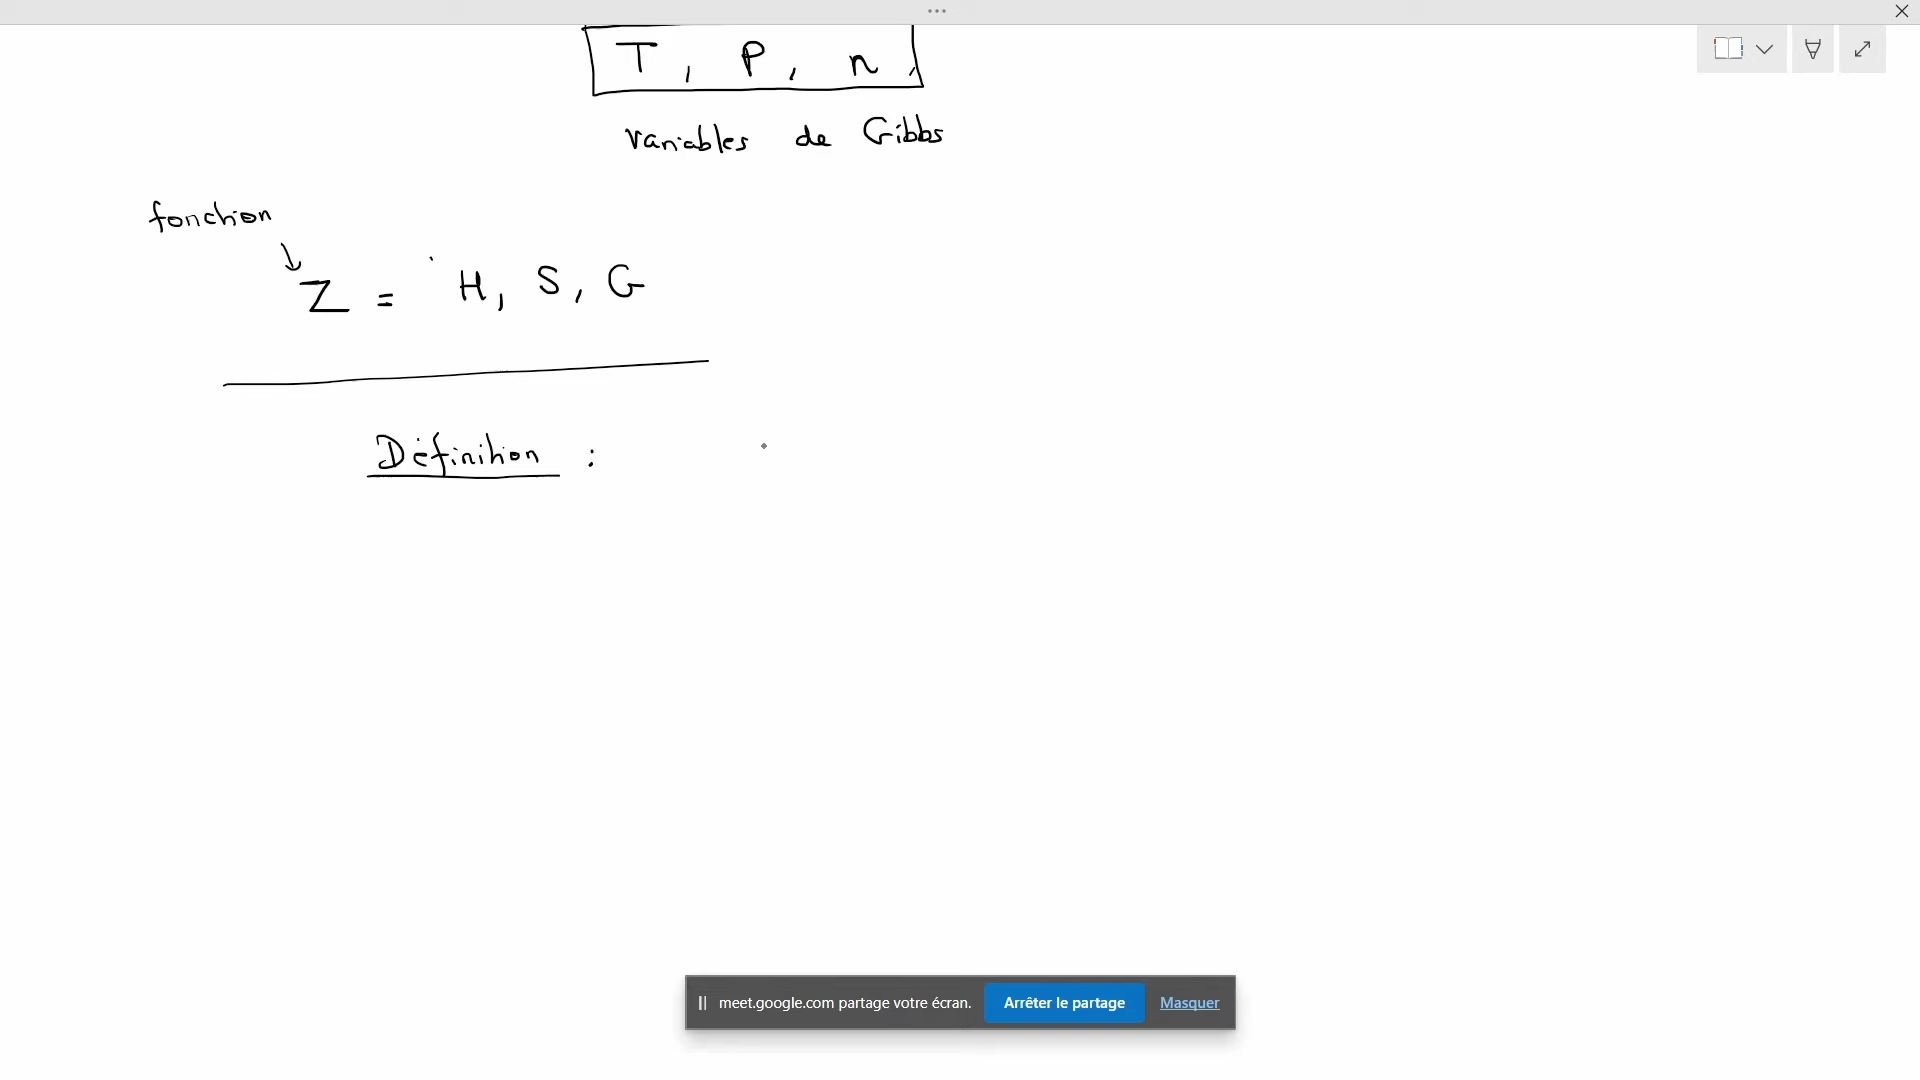 T, P, n,
variables de Gibbs
fonction
Z = H, S, G
Définition :
meet.google.com partage votre écran. Arrêter le partage Masquer